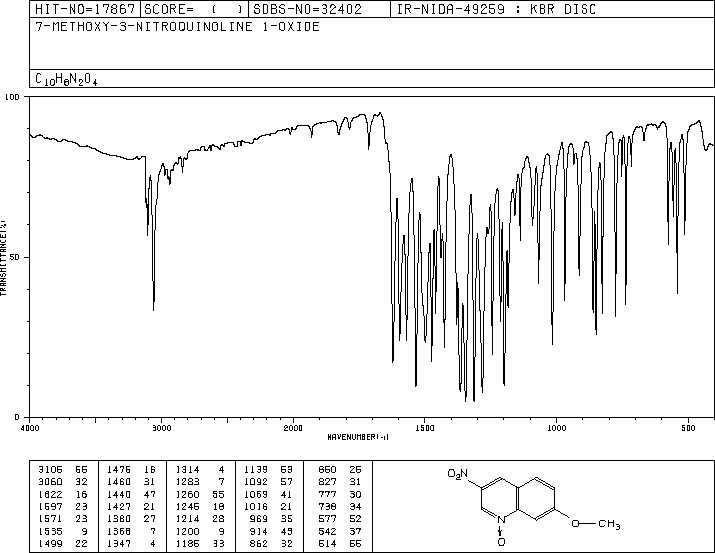 HIT-NO=17867 SCORE= ( ) SDBS-NO=32402 IR-NIDA-49259 : KBR DISC
7-METHOXY-3-NITROQUINOLINE 1-OXIDE
C10H8N2O4
100
50
0
TRANSMITTANCE(%)
4000 3000 2000 1500 1000 500
WAVENUMBER(-1)
3105 66 1475 16 1314 4 1139 53 850 25
3060 32 1460 31 1283 7 1092 57 827 31
1622 16 1440 47 1260 55 1069 41 777 30
1597 23 1427 21 1245 18 1016 21 738 34
1571 23 1380 27 1214 28 969 35 577 52
1535 9 1368 7 1200 9 914 43 542 37
1499 22 1347 4 1185 33 862 32 514 55
O2N
N
O
O
CH3